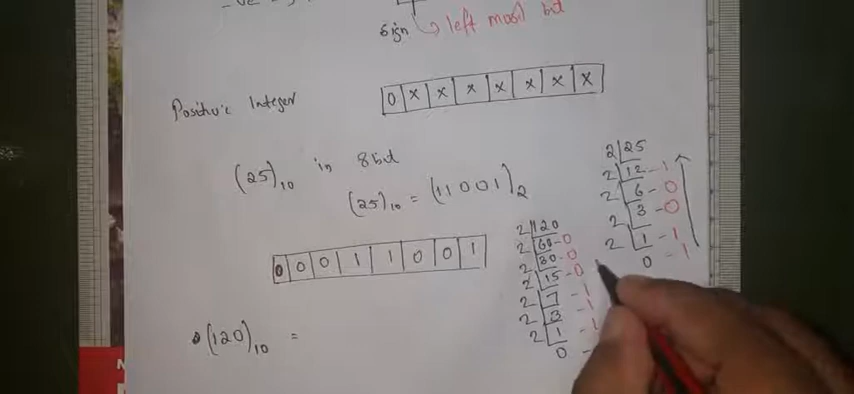 sign left most bit
Positive Integer
0 x x x x x x x
(25)10 in 8 bit
(25)10 = (11001)2
0 0 0 1 1 0 0 1
(120)10 =
2 120
2 60 - 0
2 30 - 0
2 15 - 0
2 7 - 1
2 3 - 1
2 1 - 1
0 -
2 25
2 12 - 1
2 6 - 0
2 3 - 0
2 1 - 1
0 - 1